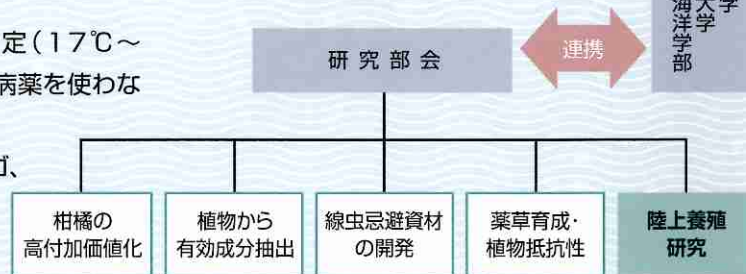 定（17℃～
病薬を使わな
研究部会
連携
大学
海洋学部
柑橘の
高付加価値化
植物から
有効成分抽出
線虫忌避資材
の開発
薬草育成・
植物抵抗性
陸上養殖
研究